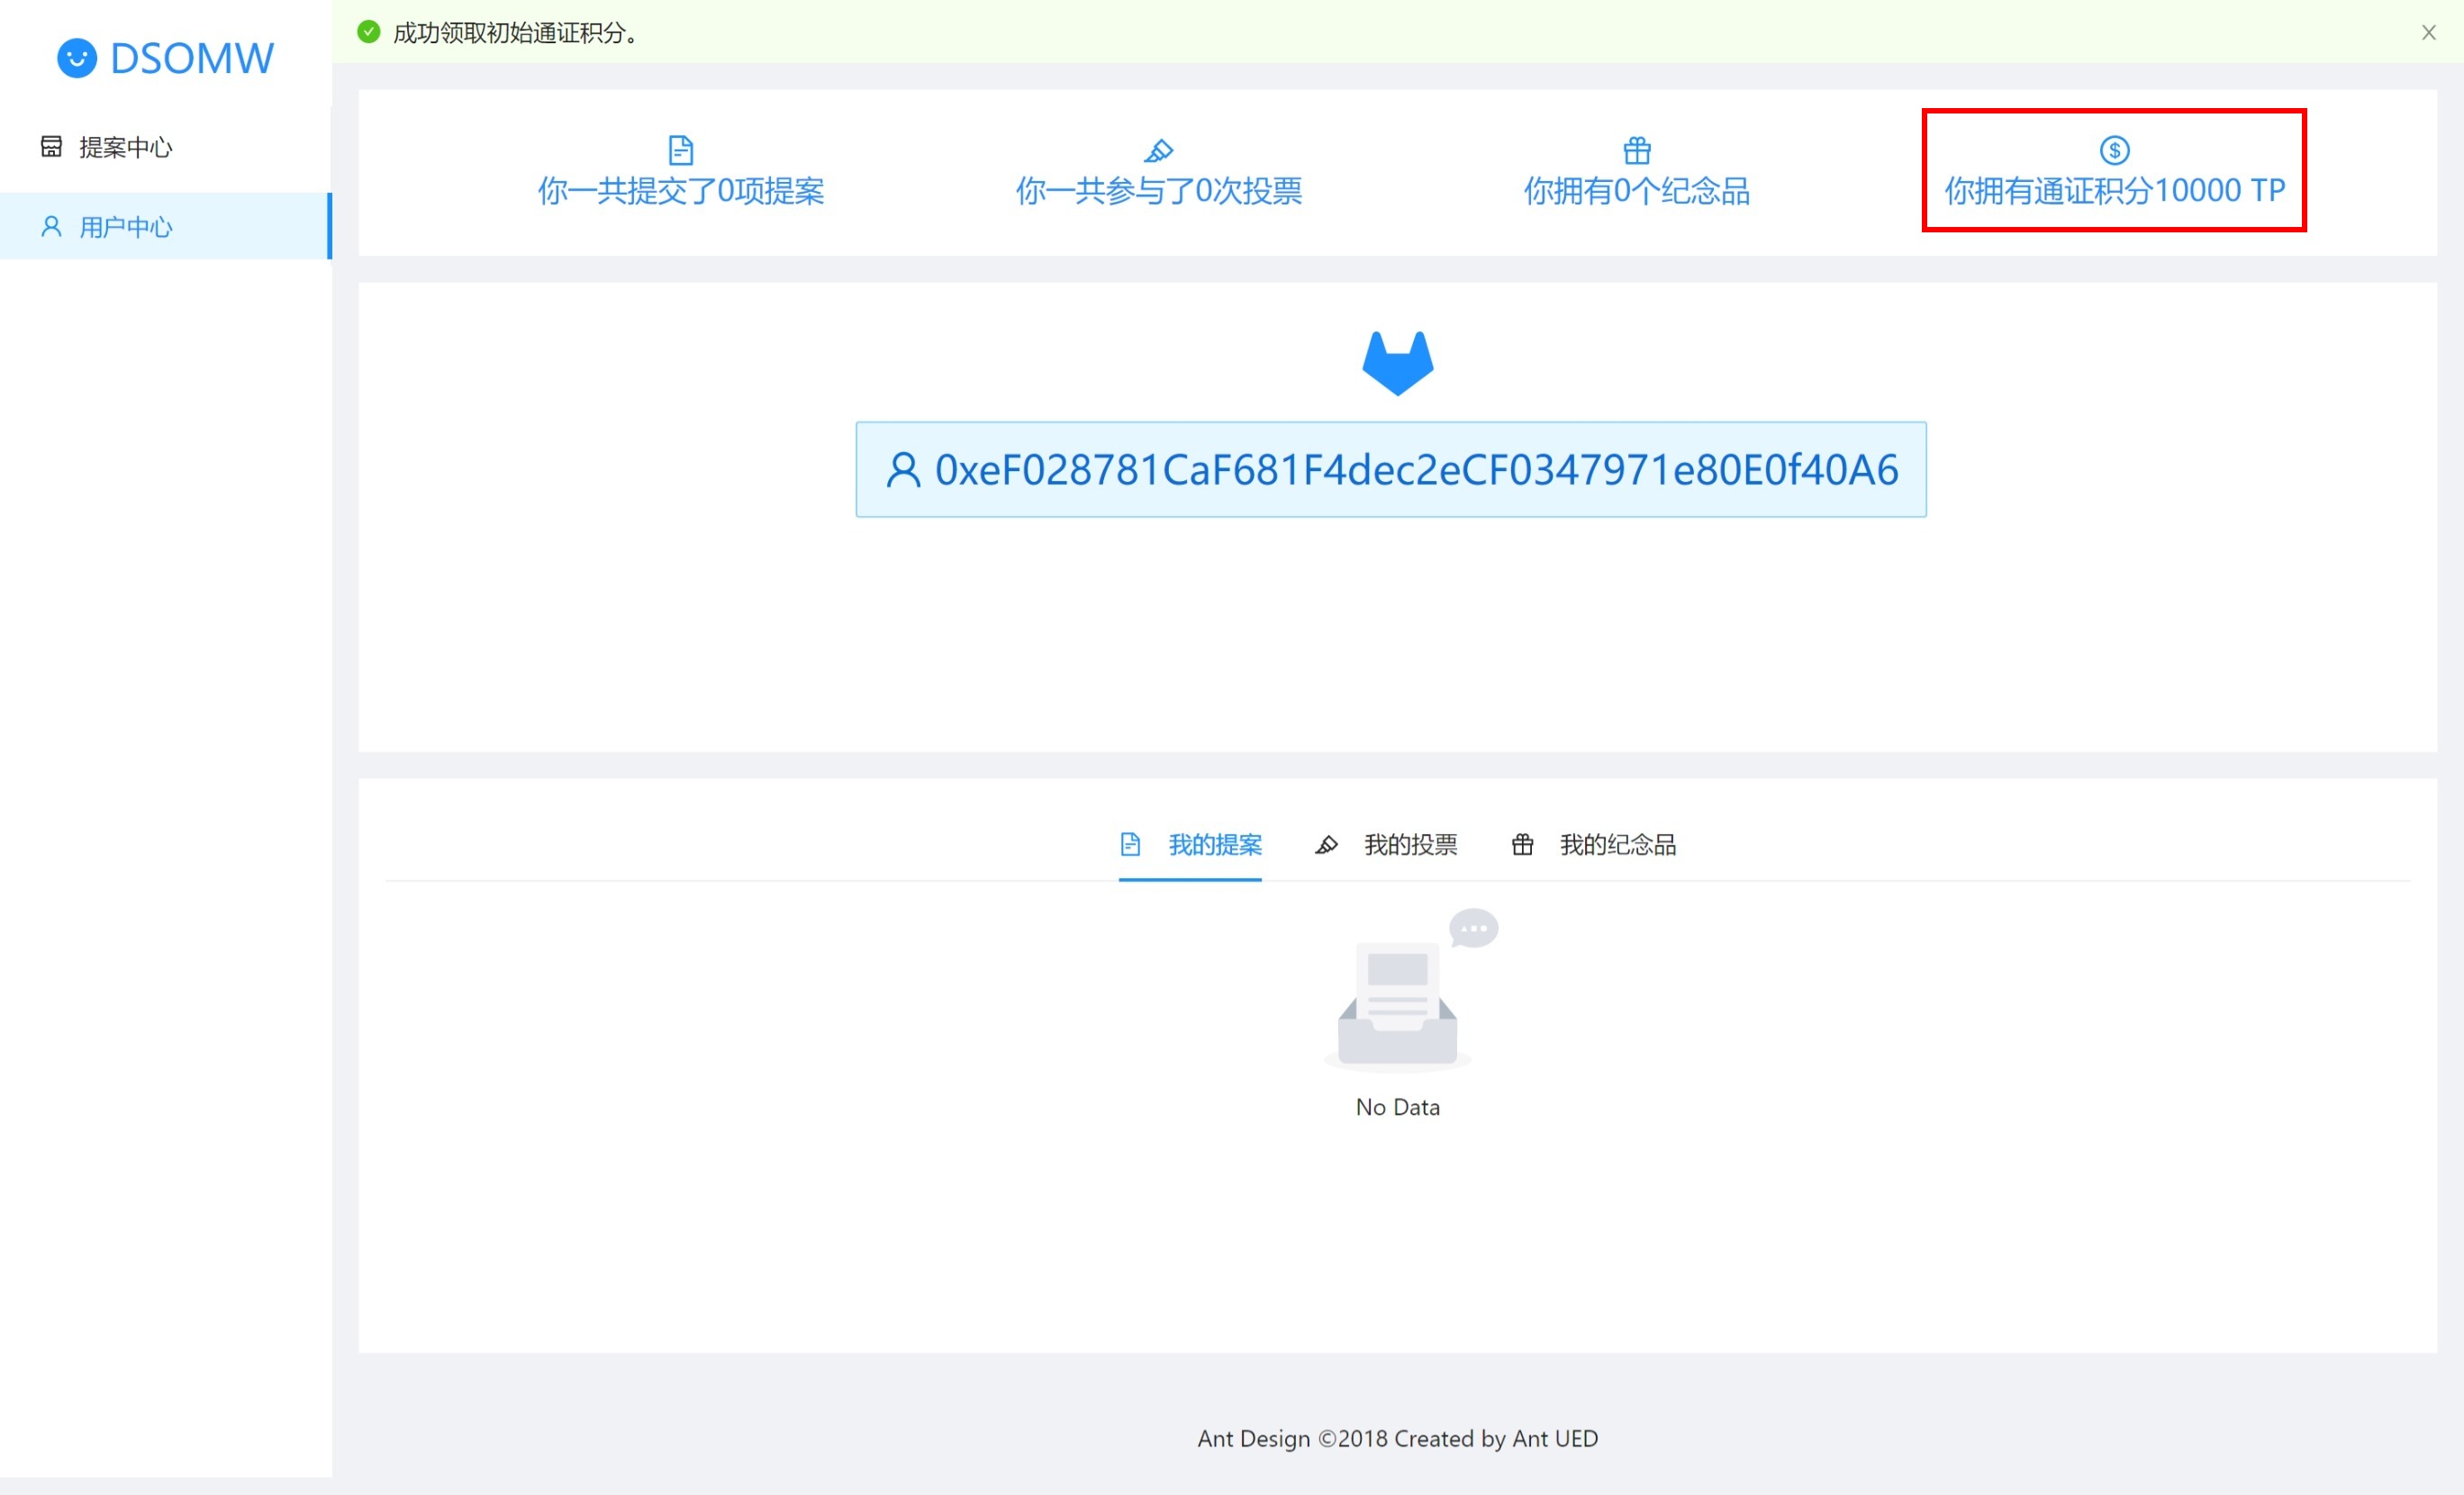 DSOMW
提案中心
用户中心
成功领取初始通证积分。
你一共提交了0项提案
你一共参与了0次投票
你拥有0个纪念品
你拥有通证积分10000 TP
0xeF028781CaF681F4dec2eCF0347971e80E0f40A6
我的提案
我的投票
我的纪念品
No Data
Ant Design ©2018 Created by Ant UED